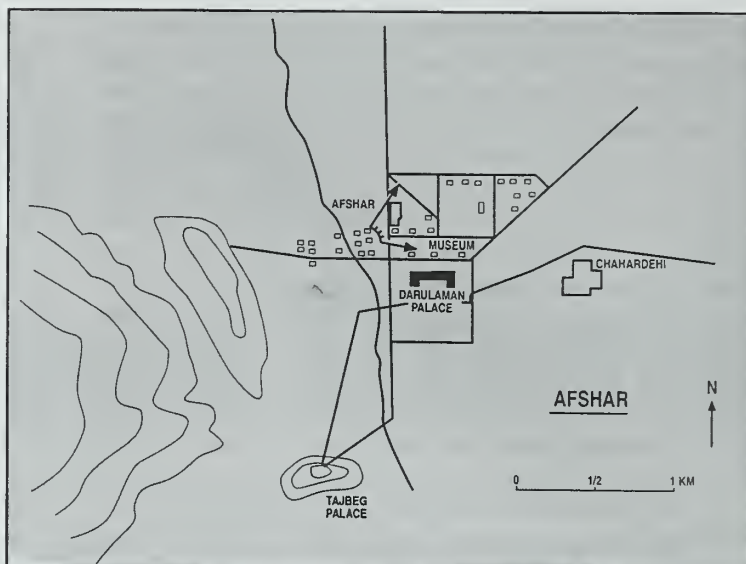 AFSHAR
MUSEUM
CHAHARDEHI
DARULAMAN
PALACE
AFSHAR
N
0 1/2 1 KM
TAJBEG
PALACE